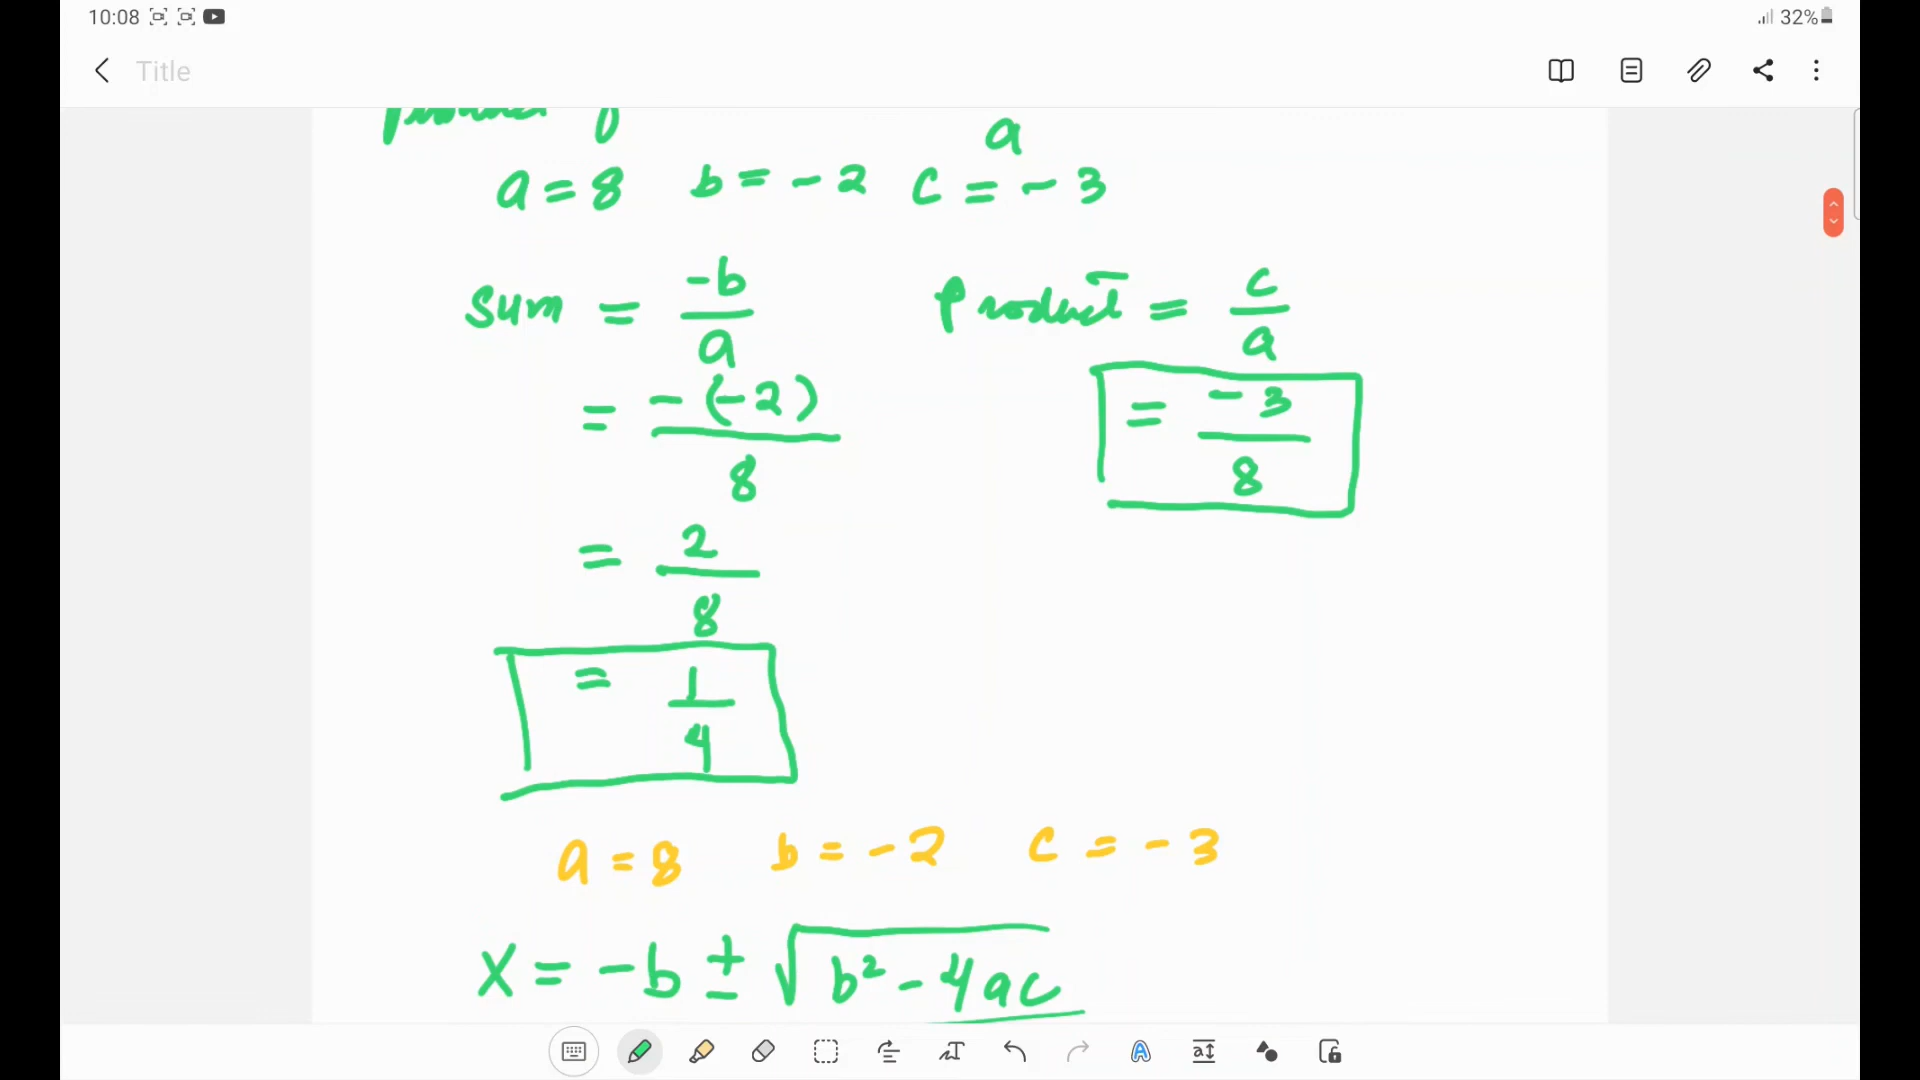 10:08 32%
Title
a
a = 8 b = - 2 c = - 3
Sum = -b/a Product = c/a
= - (-2)/8 = - 3/8
= 2/8
= 1/4
a = 8 b = - 2 c = - 3
X = - b ± √b² - 4ac